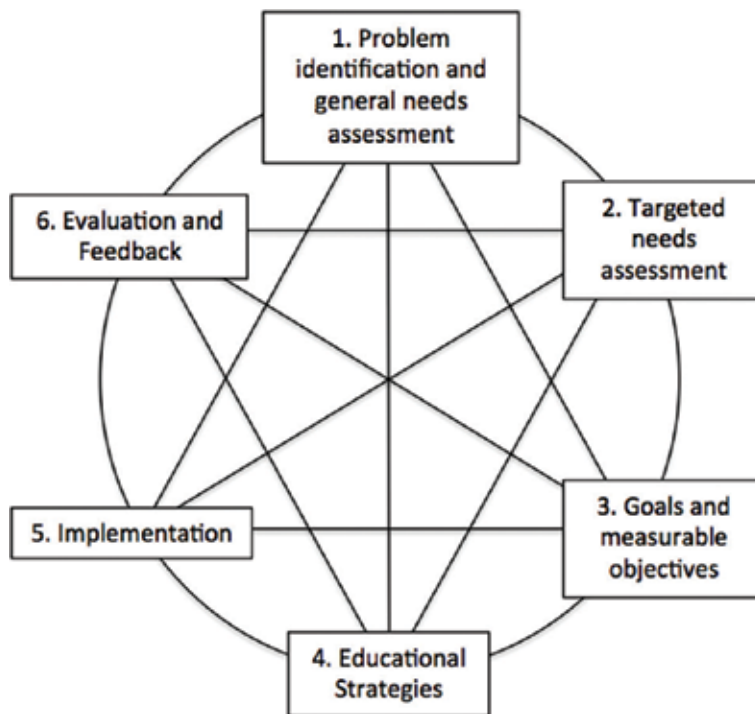 1. Problem
identification and
general needs
assessment
2. Targeted
needs
assessment
3. Goals and
measurable
objectives
4. Educational
Strategies
5. Implementation
6. Evaluation and
Feedback